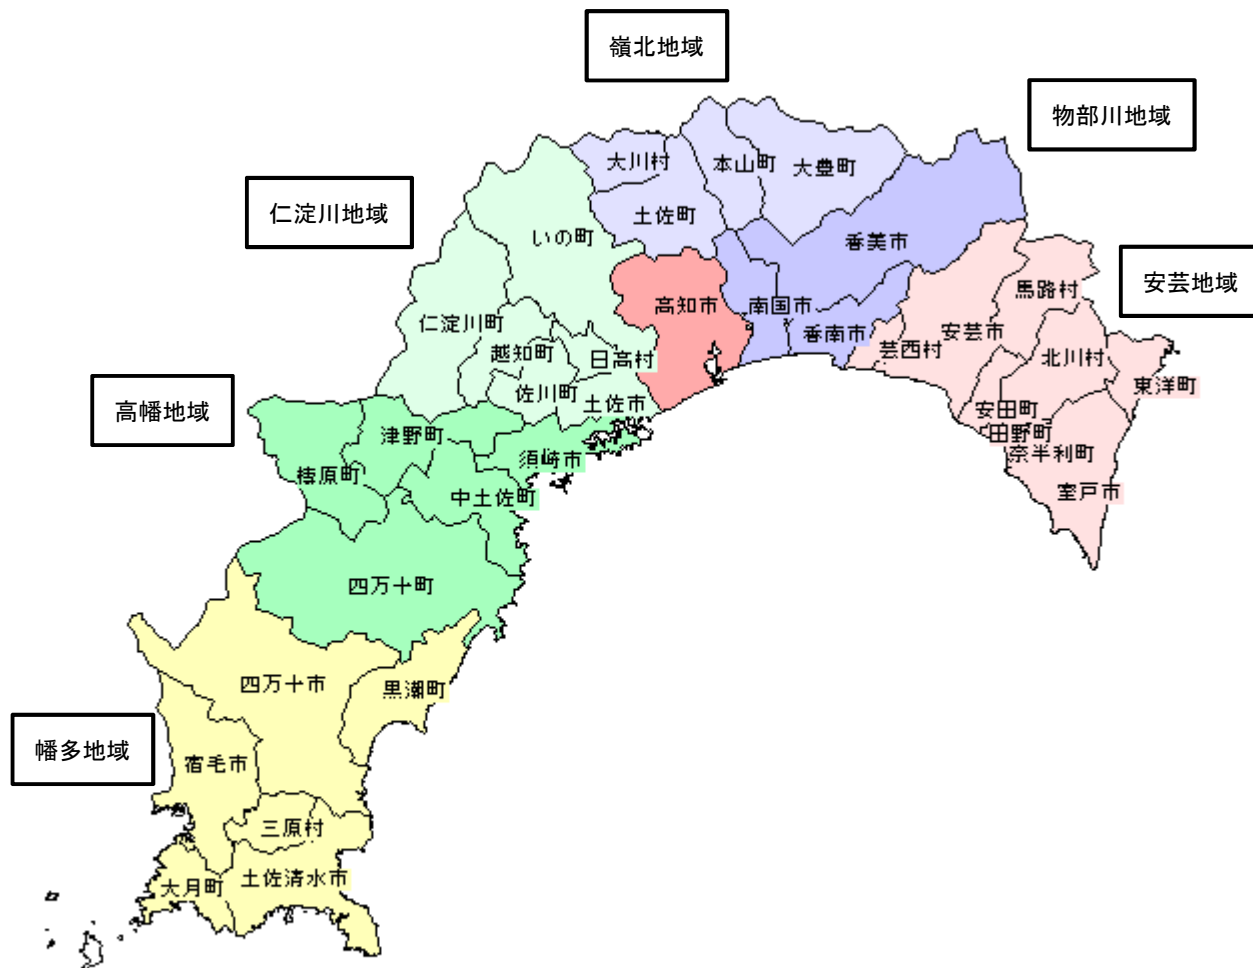 嶺北地域
物部川地域
大川村
本山町
大豊町
仁淀川地域
土佐町
いの町
香美市
安芸地域
馬路村
高知市
南国市
仁淀川町
香南市
安芸市
芸西村
越知町
日高村
北川村
東洋町
佐川町
土佐市
高幡地域
安田町
津野町
田野町
須崎市
奈半利町
梼原町
中土佐町
室戸市
四万十町
四万十市
黒潮町
幡多地域
宿毛市
三原村
大月町
土佐清水市